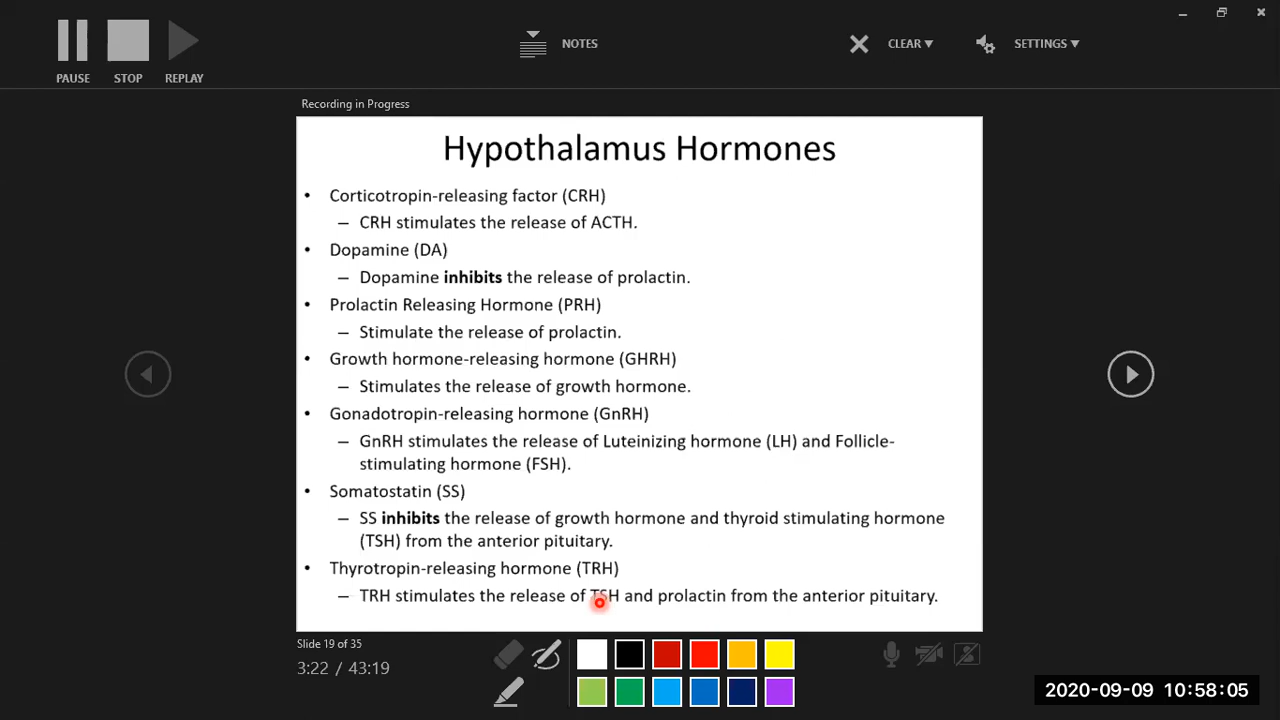 PAUSE
STOP
REPLAY
NOTES
CLEAR
SETTINGS
Recording in Progress
Hypothalamus Hormones
• Corticotropin-releasing factor (CRH)
– CRH stimulates the release of ACTH.
• Dopamine (DA)
– Dopamine inhibits the release of prolactin.
• Prolactin Releasing Hormone (PRH)
– Stimulate the release of prolactin.
• Growth hormone-releasing hormone (GHRH)
– Stimulates the release of growth hormone.
• Gonadotropin-releasing hormone (GnRH)
– GnRH stimulates the release of Luteinizing hormone (LH) and Follicle-
stimulating hormone (FSH).
• Somatostatin (SS)
– SS inhibits the release of growth hormone and thyroid stimulating hormone
(TSH) from the anterior pituitary.
• Thyrotropin-releasing hormone (TRH)
– TRH stimulates the release of TSH and prolactin from the anterior pituitary.
Slide 19 of 35
3:22 / 43:19
2020-09-09 10:58:05